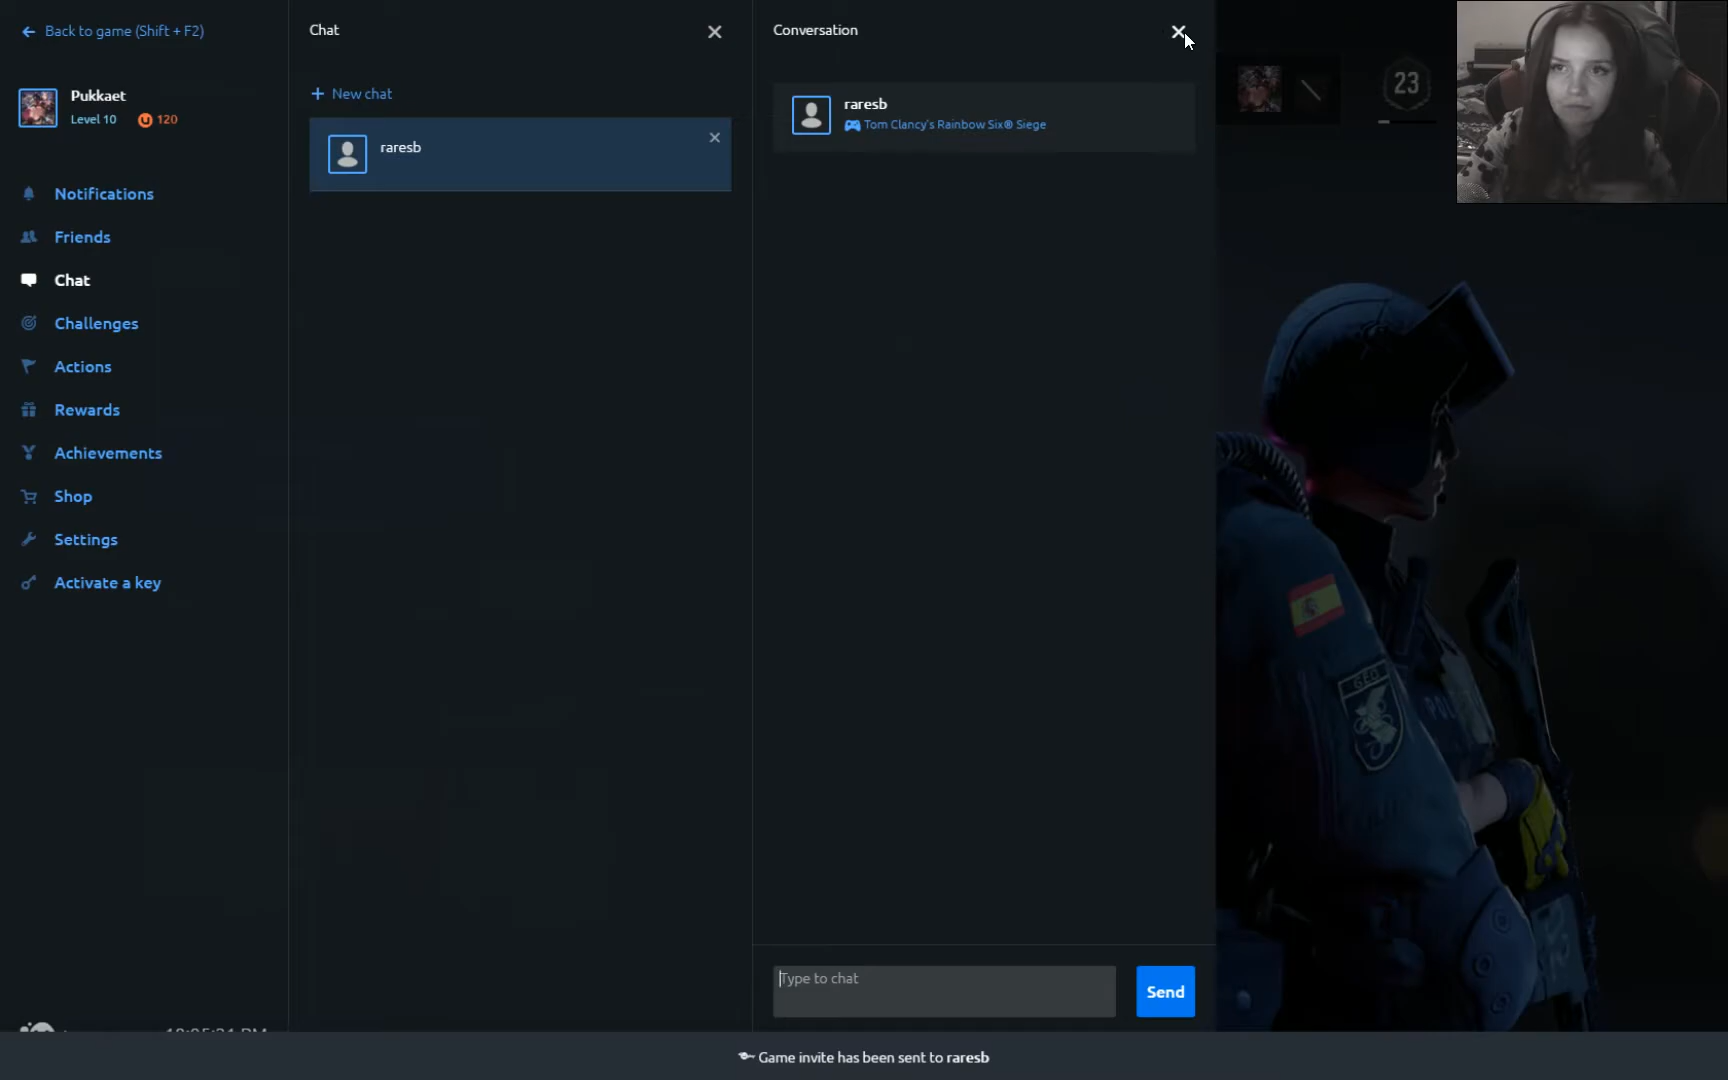 Back to game (Shift + F2)
Pukkaet
Level 10
120
Notifications
Friends
Chat
Challenges
Actions
Rewards
Achievements
Shop
Settings
Activate a key
Chat
New chat
raresb
Conversation
raresb
Tom Clancy's Rainbow Six® Siege
Type to chat
Send
23
GEO
Game invite has been sent to raresb